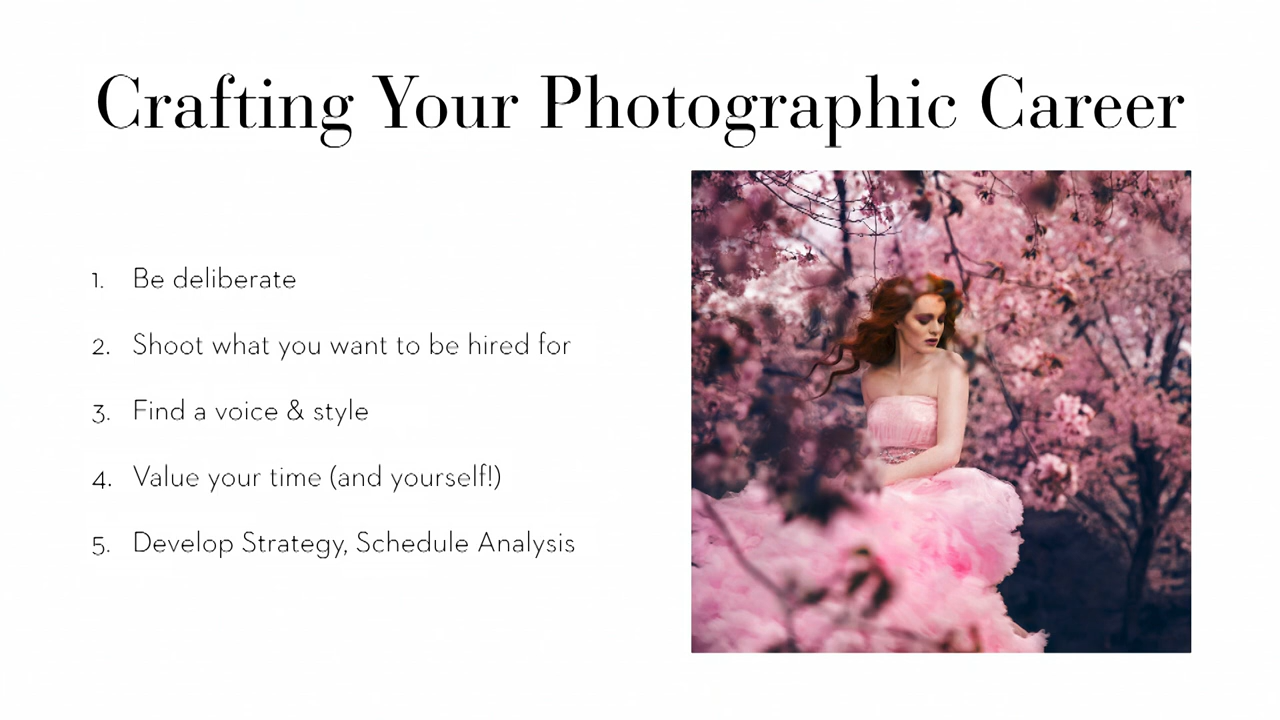 Crafting Your Photographic Career
1. Be deliberate
2. Shoot what you want to be hired for
3. Find a voice & style
4. Value your time (and yourself!)
5. Develop Strategy, Schedule Analysis